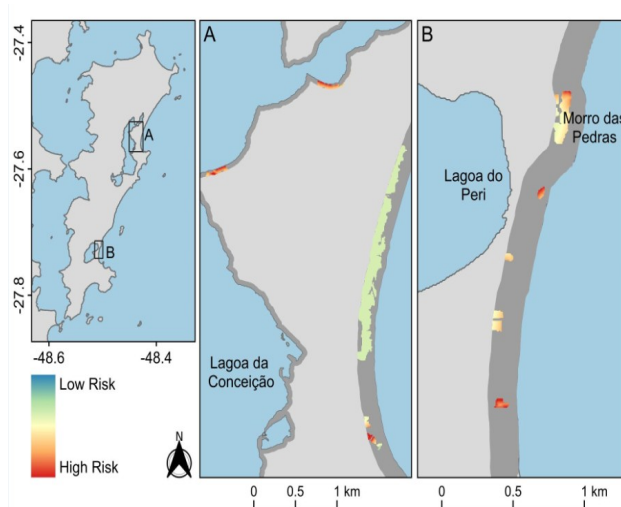 -27.4
-27.6
-27.8
-48.6
-48.4
A
B
Low Risk
High Risk
N
A
Lagoa da
Conceição
0 0.5 1 km
B
Morro das
Pedras
Lagoa do
Peri
0 0.5 1 km